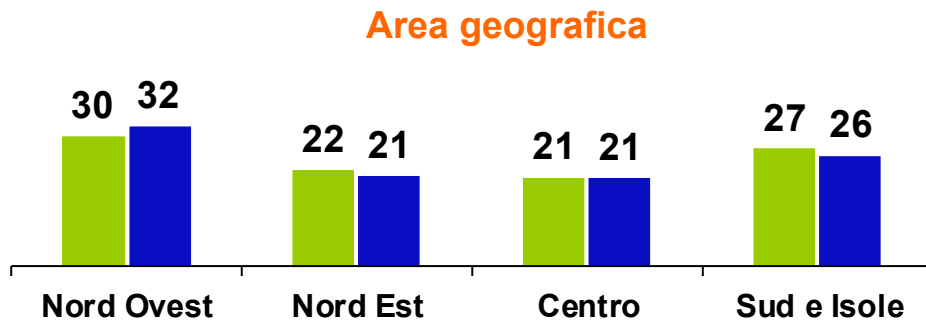 Area geografica
30 32 22 21 21 21 27 26
Nord Ovest Nord Est Centro Sud e Isole